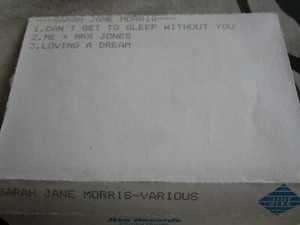 ---SARAH JANE MORRIS---
1.CAN'T GET TO SLEEP WITHOUT YOU
2.ME + MRS JONES
3.LOVING A DREAM
SARAH JANE MORRIS-VARIOUS
JIVE
Jive Records